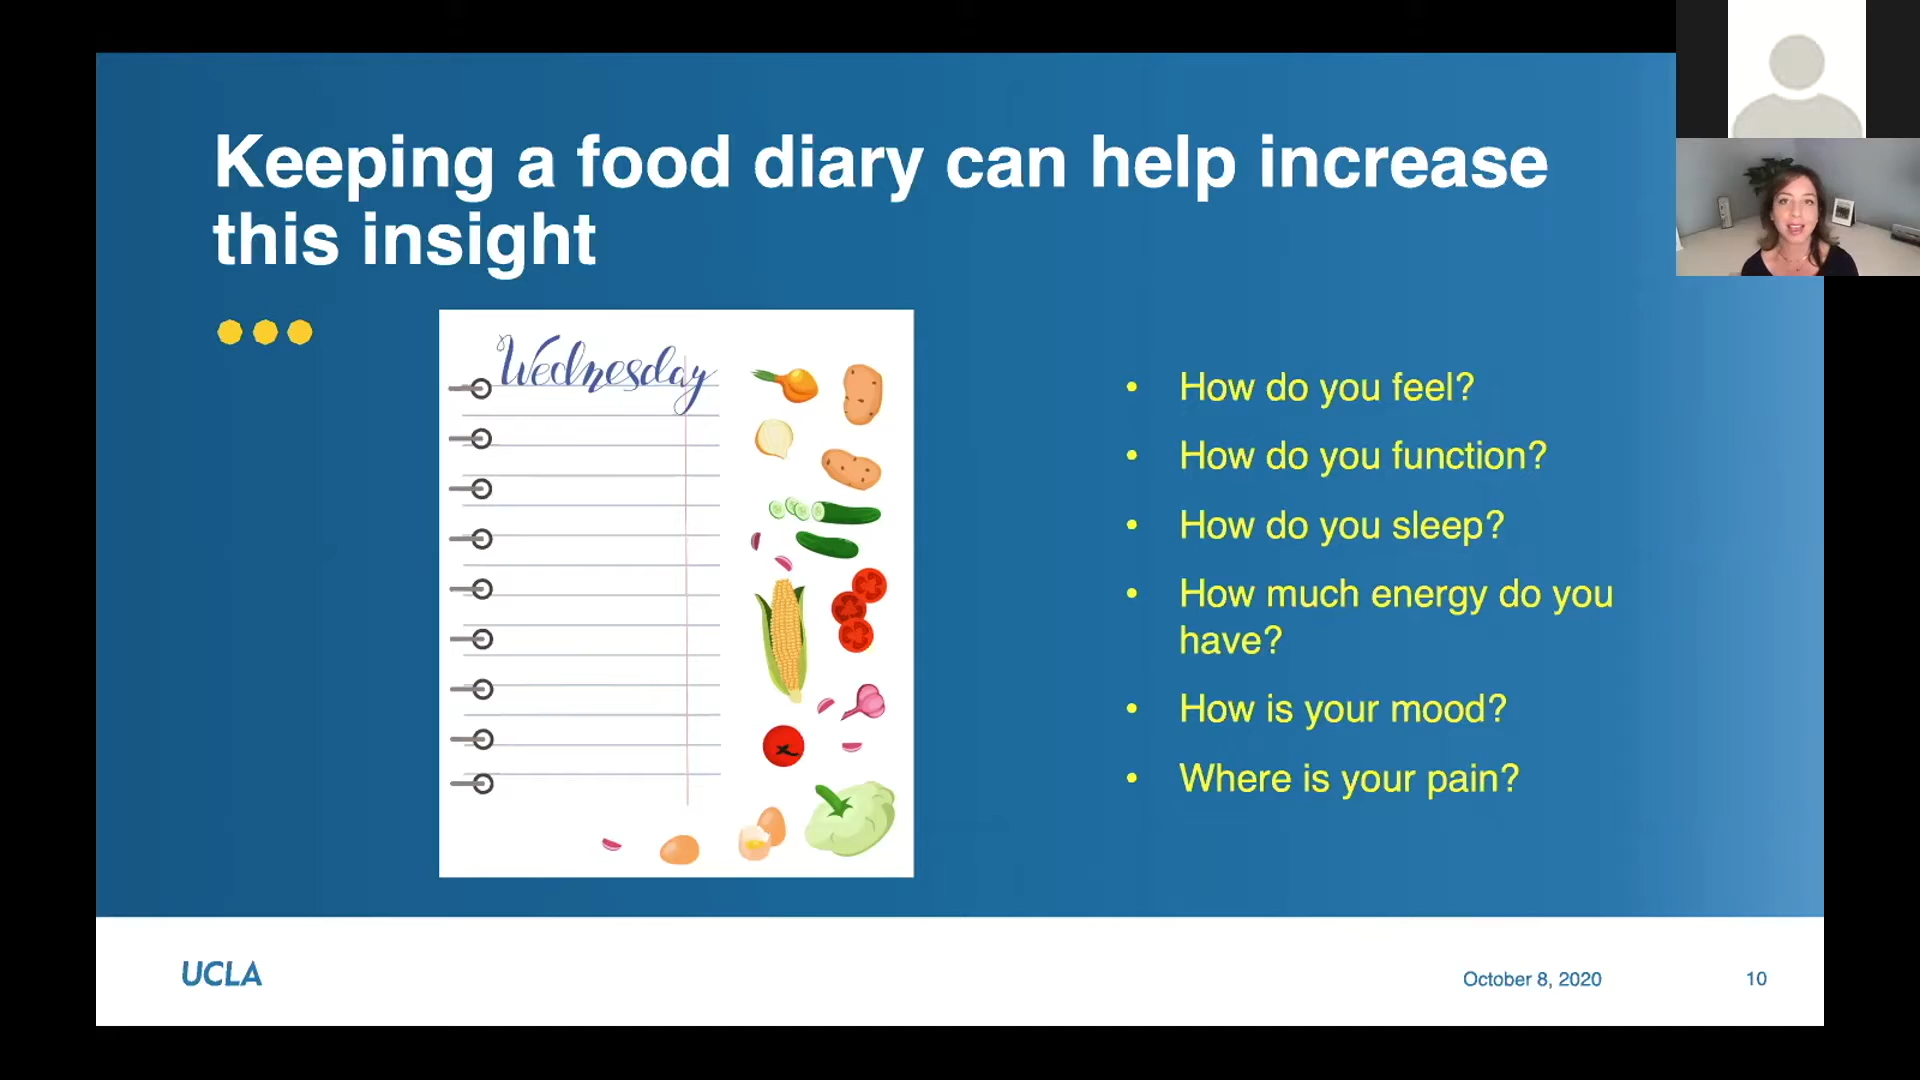 Keeping a food diary can help increase
this insight
Wednesday
• How do you feel?
• How do you function?
• How do you sleep?
• How much energy do you
have?
• How is your mood?
• Where is your pain?
UCLA
October 8, 2020
10